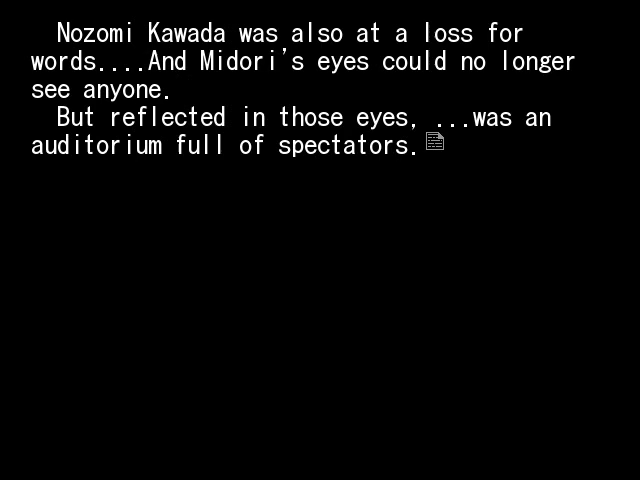 Nozomi Kawada was also at a loss for
words....And Midori's eyes could no longer
see anyone.
But reflected in those eyes, ...was an
auditorium full of spectators.